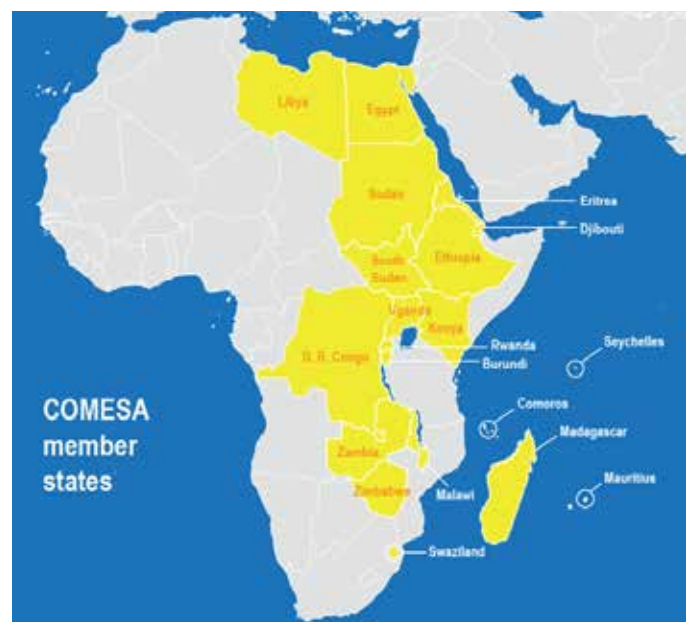 Libya
Egypt
Sudan
Eritrea
Djibouti
South
Sudan
Ethiopia
Uganda
Kenya
Rwanda
D. R. Congo
Burundi
Seychelles
COMESA
member
states
Comoros
Madagascar
Zambia
Mauritius
Zimbabwe
Malawi
Swaziland